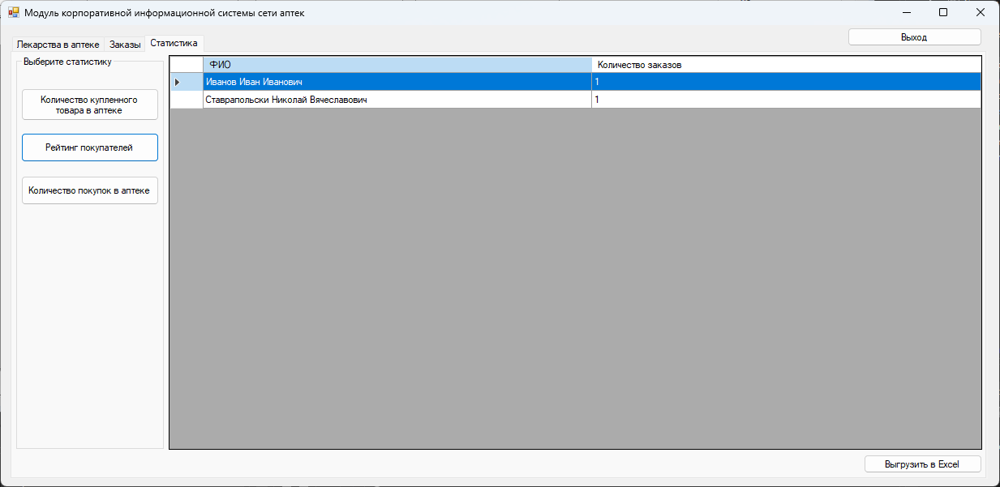 Модуль корпоративной информационной системы сети аптек
Выход
Лекарства в аптеке Заказы Статистика
Выберите статистику
Количество купленного
товара в аптеке
Рейтинг покупателей
Количество покупок в аптеке
ФИО Количество заказов
Иванов Иван Иванович 1
Ставрапольски Николай Вячеславович 1
Выгрузить в Excel